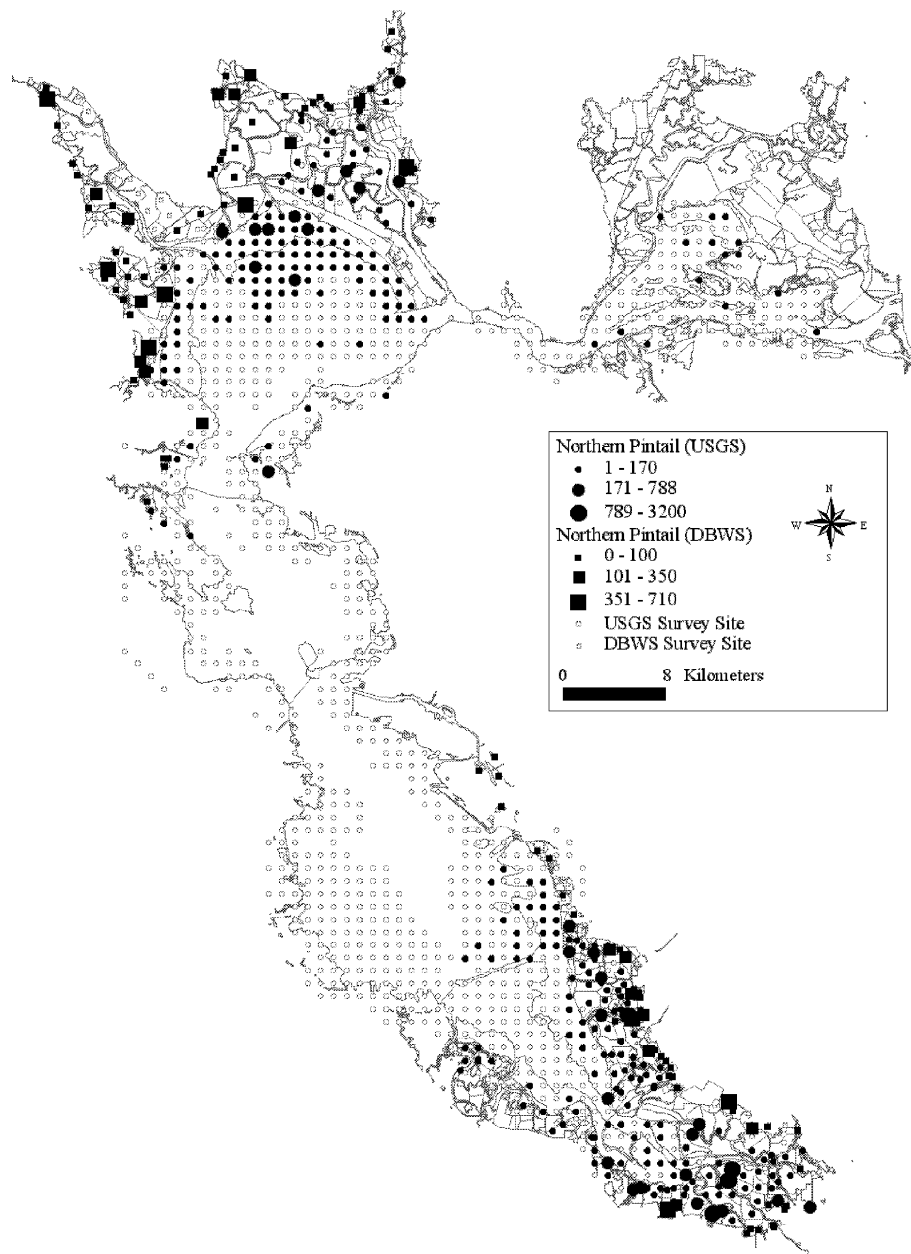 Northern Pintail (USGS)
1 - 170
171 - 788
789 - 3200
Northern Pintail (DBWS)
0 - 100
101 - 350
351 - 710
USGS Survey Site
DBWS Survey Site
0 8 Kilometers
N
W E
S